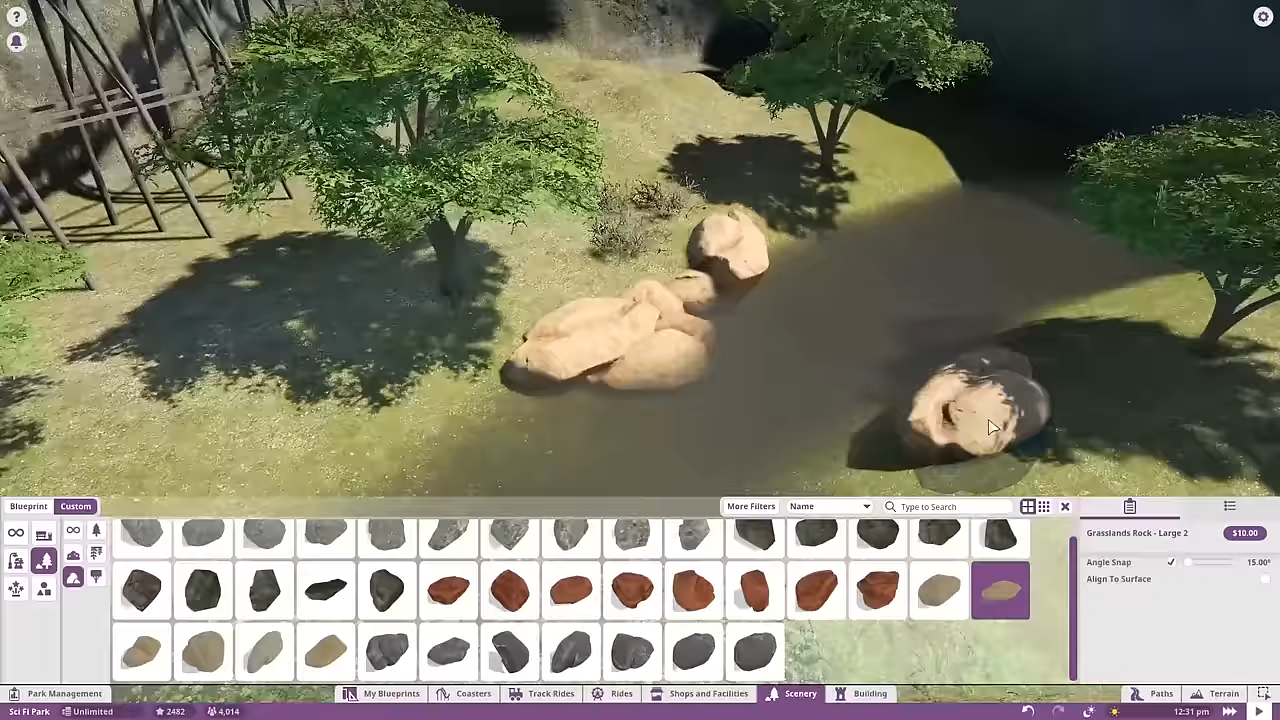 ?
Blueprint Custom More Filters Name Type to Search
Grasslands Rock - Large 2 $10.00
Angle Snap 15.00°
Align To Surface
Park Management My Blueprints Coasters Track Rides Rides Shops and Facilities Scenery Building Paths Terrain
Sci Fi Park Unlimited 2482 4,014 12:31 pm